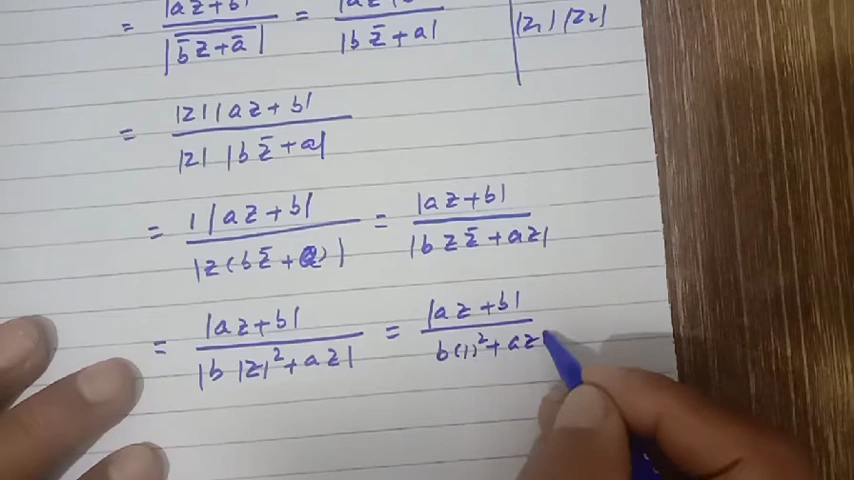 = |az+b| / |b̄z+ā| (overline) = / |bz̄+a|
|z₁| |z₂|
= |z| |az+b| / |z| |bz̄+a|
= 1 |az+b| / |z(bz̄+a)| = |az+b| / |bzz̄+az|
= |az+b| / |b|z|²+az| = |az+b| / b(1)²+az